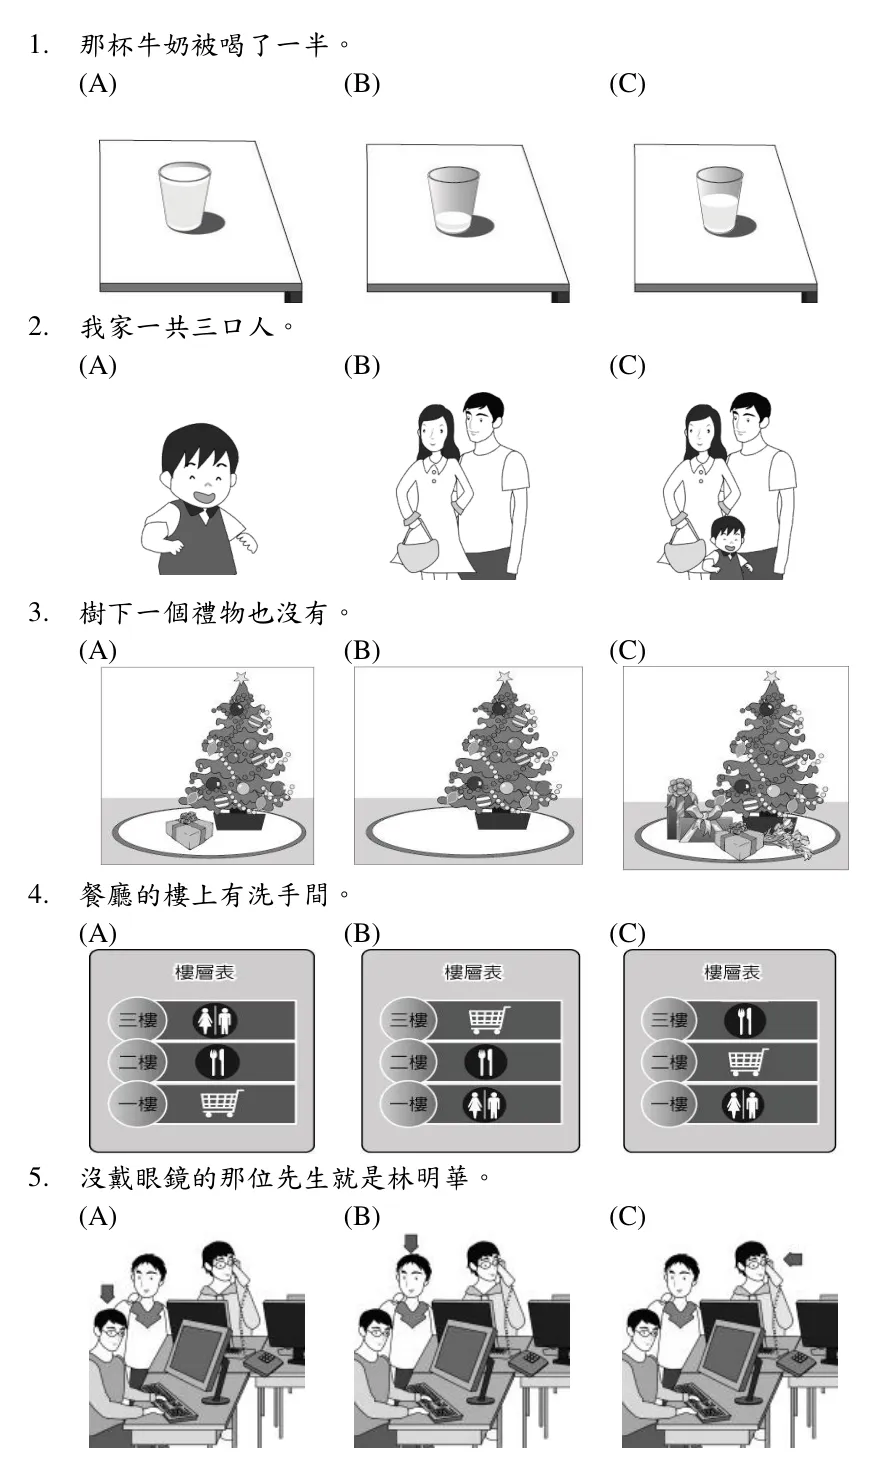 1. 那杯牛奶被喝了一半。
(A) (B) (C)
2. 我家一共三口人。
(A) (B) (C)
3. 樹下一個禮物也沒有。
(A) (B) (C)
4. 餐廳的樓上有洗手間。
(A) (B) (C)
樓層表 樓層表 樓層表
三樓 三樓 三樓
二樓 二樓 二樓
一樓 一樓 一樓
5. 沒戴眼鏡的那位先生就是林明華。
(A) (B) (C)